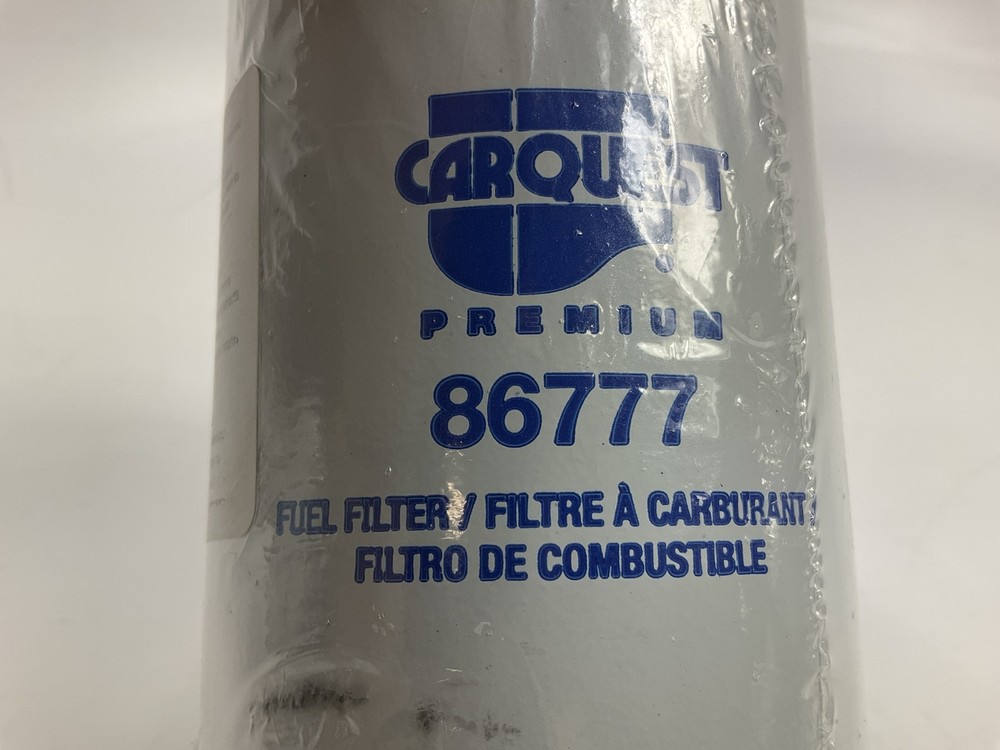 CARQUEST
PREMIUM
86777
FUEL FILTER / FILTRE À CARBURANT /
FILTRO DE COMBUSTIBLE